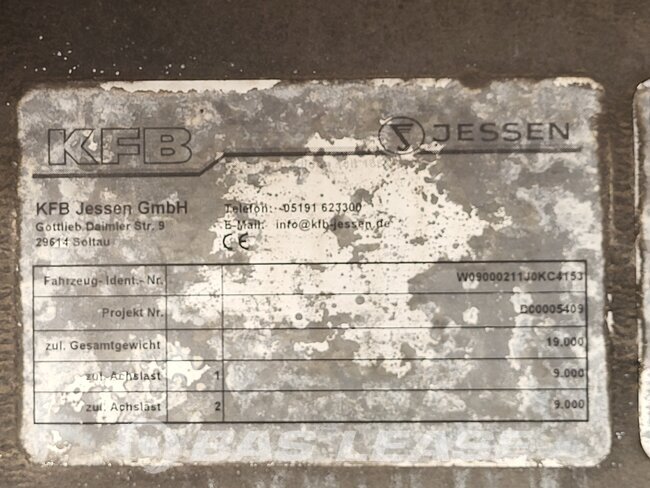 KFB JESSEN
KFB Jessen GmbH
Gottlieb Daimler Str. 9
29614 Soltau
Telefon: 05191 623300
E-Mail: info@kfb-jessen.de
CE
Fahrzeug-Ident.-Nr. W09000211J0KC4153
Projekt Nr. B00005409
zul. Gesamtgewicht 19.000
zul. Achslast 1 9.000
zul. Achslast 2 9.000
BAS LEASE